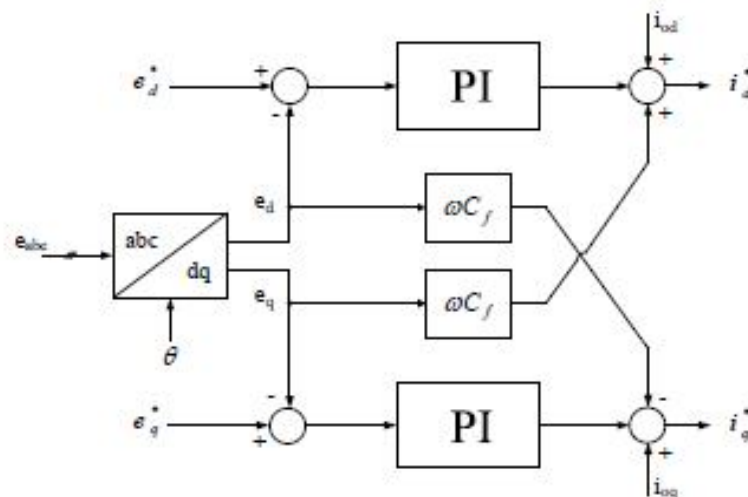 i_od
e*_d + - PI + + i*_d
e_d ωC_f
e_abc abc dq
e_q ωC_f
θ
e*_q - + PI - + i*_q
i_oq